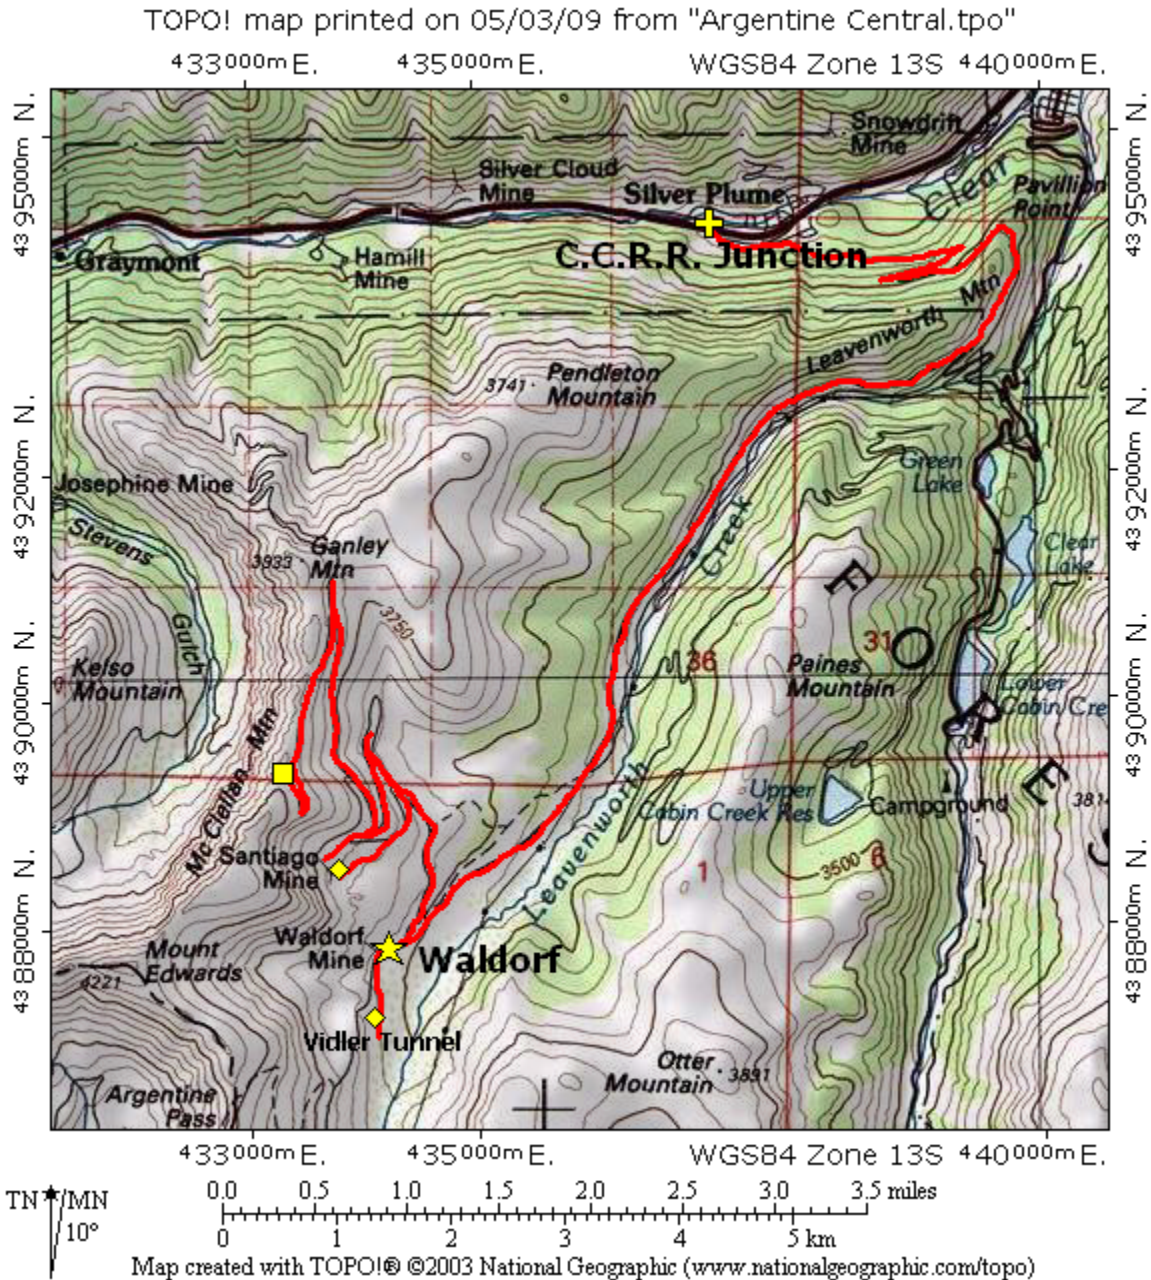 TOPO! map printed on 05/03/09 from "Argentine Central.tpo"
433000m E. 435000m E. WGS84 Zone 13S 440000m E.
4395000m N.
4392000m N.
4390000m N.
4388000m N.
4395000m N.
4392000m N.
4390000m N.
4388000m N.
Snowdrift
Mine
Silver Cloud
Mine
Silver Plume
Clear
Pavillion
Point
Graymont
Hamill
Mine
C.C.R.R. Junction
Leavenworth Mtn
3741
Pendleton
Mountain
Green
Lake
Josephine Mine
Stevens
Gulch
Ganley
Mtn
3933
Creek
Clear
Lake
F
3750
36
31
Paines
Mountain
Kelso
Mountain
Lower
Cabin Cre
R
McClellan Mtn
E
Upper
Cabin Creek Res
Campground
381
Leavenworth
Santiago
Mine
3500
6
1
Waldorf
Mine
Waldorf
Mount
Edwards
4221
Vidler Tunnel
Otter
Mountain
3891
Argentine
Pass
433000m E. 435000m E. WGS84 Zone 13S 440000m E.
TN /MN
10°
0.0 0.5 1.0 1.5 2.0 2.5 3.0 3.5 miles
0 1 2 3 4 5 km
Map created with TOPO!® ©2003 National Geographic (www.nationalgeographic.com/topo)